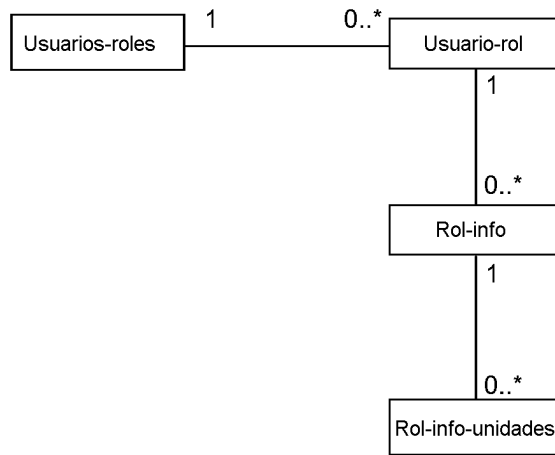 Usuarios-roles
1
0..*
Usuario-rol
1
0..*
Rol-info
1
0..*
Rol-info-unidades